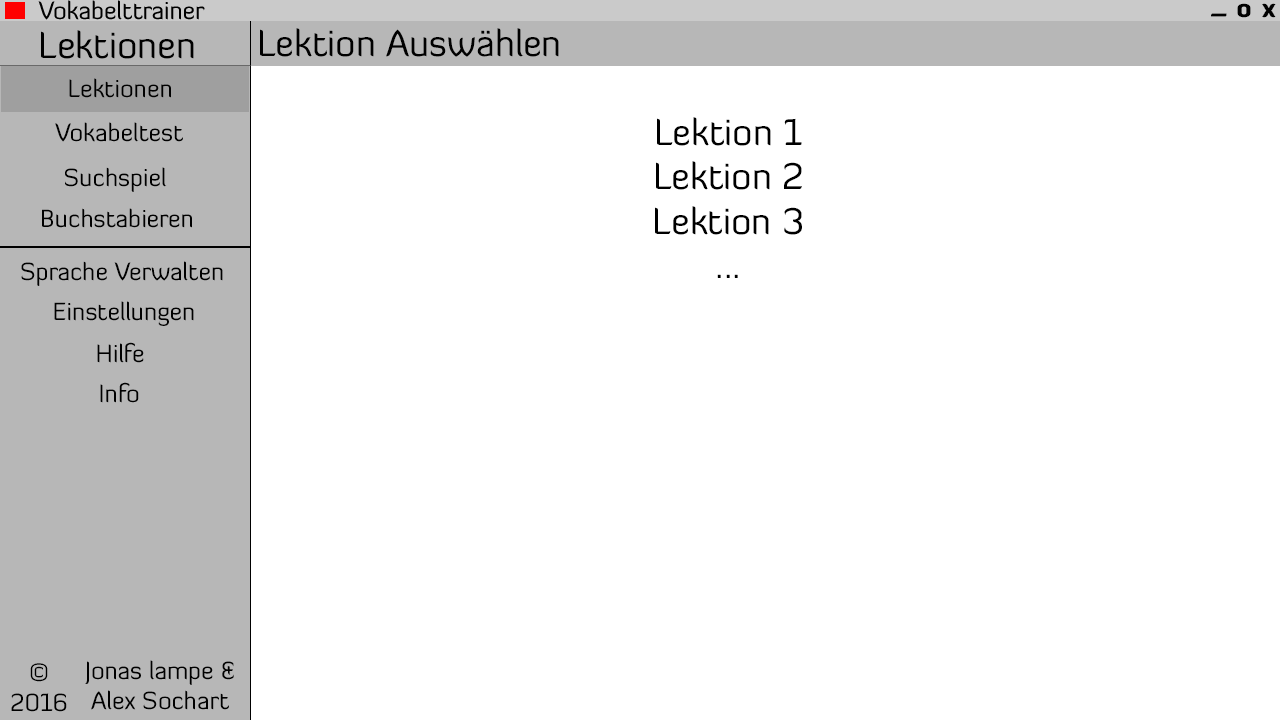 Vokabelttrainer _ o x
Lektionen
Lektion Auswählen
Lektionen
Vokabeltest
Suchspiel
Buchstabieren
Sprache Verwalten
Einstellungen
Hilfe
Info
© Jonas lampe &
2016 Alex Sochart
Lektion 1
Lektion 2
Lektion 3
...